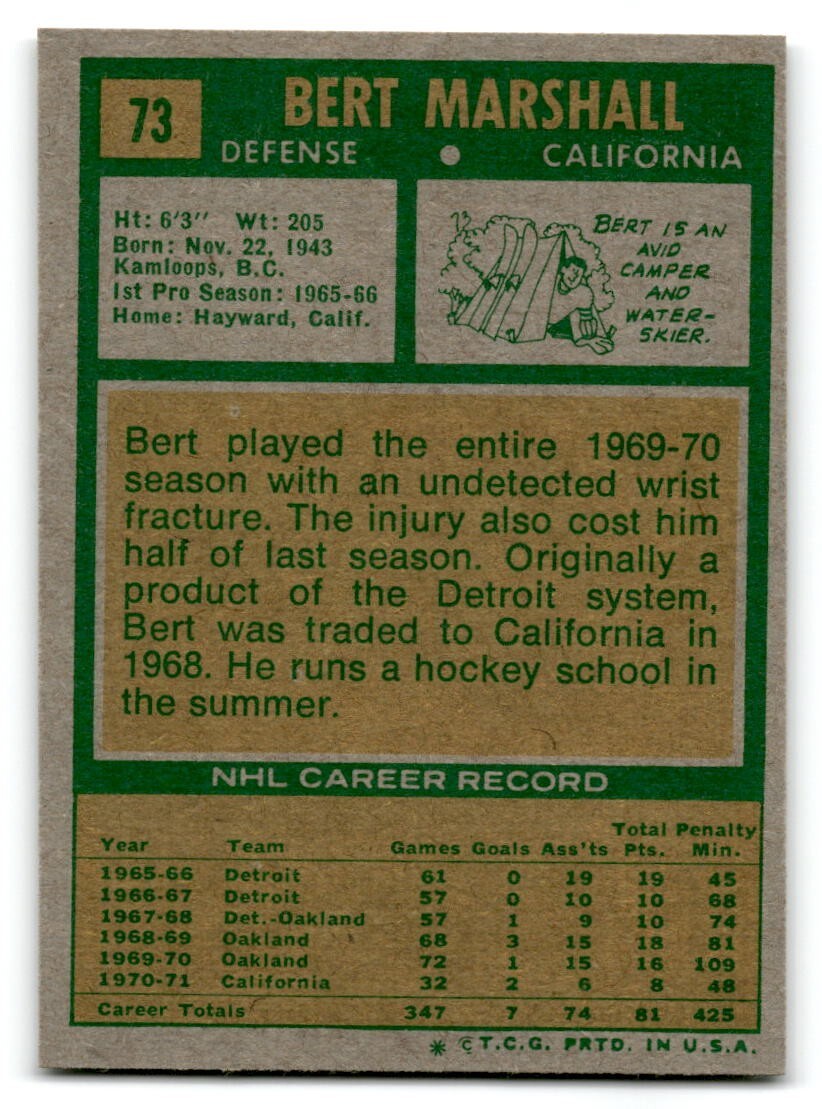 73
BERT MARSHALL
DEFENSE • CALIFORNIA
Ht: 6'3" Wt: 205
Born: Nov. 22, 1943
Kamloops, B.C.
1st Pro Season: 1965-66
Home: Hayward, Calif.
73
BERT IS AN
AVID
CAMPER
AND
WATER-
SKIER.
Bert played the entire 1969-70
season with an undetected wrist
fracture. The injury also cost him
half of last season. Originally a
product of the Detroit system,
Bert was traded to California in
1968. He runs a hockey school in
the summer.
NHL CAREER RECORD
Total Penalty
Year Team Games Goals Ass'ts Pts. Min.
1965-66 Detroit 61 0 19 19 45
1966-67 Detroit 57 0 10 10 68
1967-68 Det.-Oakland 57 1 9 10 74
1968-69 Oakland 68 3 15 18 81
1969-70 Oakland 72 1 15 16 109
1970-71 California 32 2 6 8 48
Career Totals 347 7 74 81 425
* © T.C.G. PRTD. IN U.S.A.